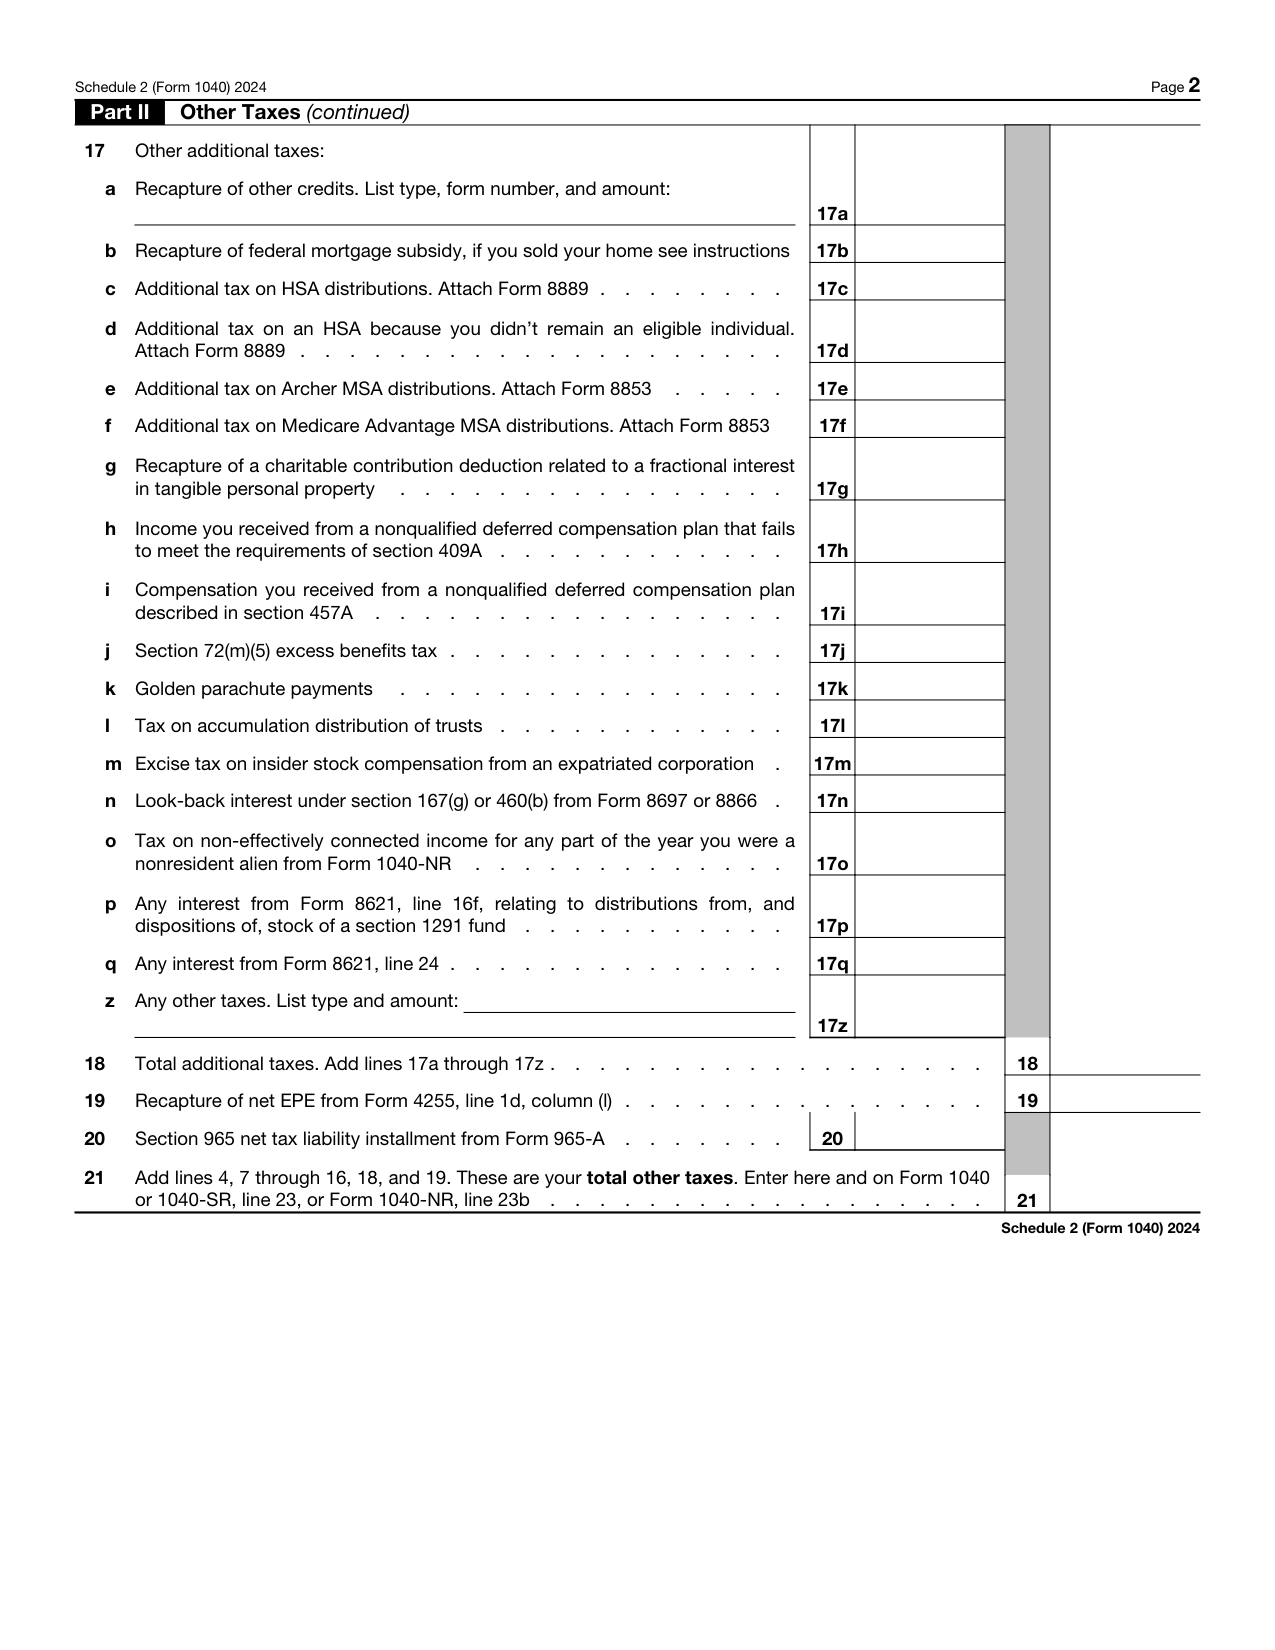 Schedule 2 (Form 1040) 2024 Page 2
Part II Other Taxes (continued)
17 Other additional taxes:
a Recapture of other credits. List type, form number, and amount:
17a
b Recapture of federal mortgage subsidy, if you sold your home see instructions 17b
c Additional tax on HSA distributions. Attach Form 8889 . . . . . . . . 17c
d Additional tax on an HSA because you didn’t remain an eligible individual.
Attach Form 8889 . . . . . . . . . . . . . . . . . . . . 17d
e Additional tax on Archer MSA distributions. Attach Form 8853 . . . . . 17e
f Additional tax on Medicare Advantage MSA distributions. Attach Form 8853 17f
g Recapture of a charitable contribution deduction related to a fractional interest
in tangible personal property . . . . . . . . . . . . . . . . 17g
h Income you received from a nonqualified deferred compensation plan that fails
to meet the requirements of section 409A . . . . . . . . . . . . 17h
i Compensation you received from a nonqualified deferred compensation plan
described in section 457A . . . . . . . . . . . . . . . . . 17i
j Section 72(m)(5) excess benefits tax . . . . . . . . . . . . . . 17j
k Golden parachute payments . . . . . . . . . . . . . . . . 17k
l Tax on accumulation distribution of trusts . . . . . . . . . . . . 17l
m Excise tax on insider stock compensation from an expatriated corporation . 17m
n Look-back interest under section 167(g) or 460(b) from Form 8697 or 8866 . 17n
o Tax on non-effectively connected income for any part of the year you were a
nonresident alien from Form 1040-NR . . . . . . . . . . . . . 17o
p Any interest from Form 8621, line 16f, relating to distributions from, and
dispositions of, stock of a section 1291 fund . . . . . . . . . . . 17p
q Any interest from Form 8621, line 24 . . . . . . . . . . . . . . 17q
z Any other taxes. List type and amount:
17z
18 Total additional taxes. Add lines 17a through 17z . . . . . . . . . . . . . . . . . . 18
19 Recapture of net EPE from Form 4255, line 1d, column (l) . . . . . . . . . . . . . . . 19
20 Section 965 net tax liability installment from Form 965-A . . . . . . . 20
21 Add lines 4, 7 through 16, 18, and 19. These are your total other taxes. Enter here and on Form 1040
or 1040-SR, line 23, or Form 1040-NR, line 23b . . . . . . . . . . . . . . . . . . 21
Schedule 2 (Form 1040) 2024